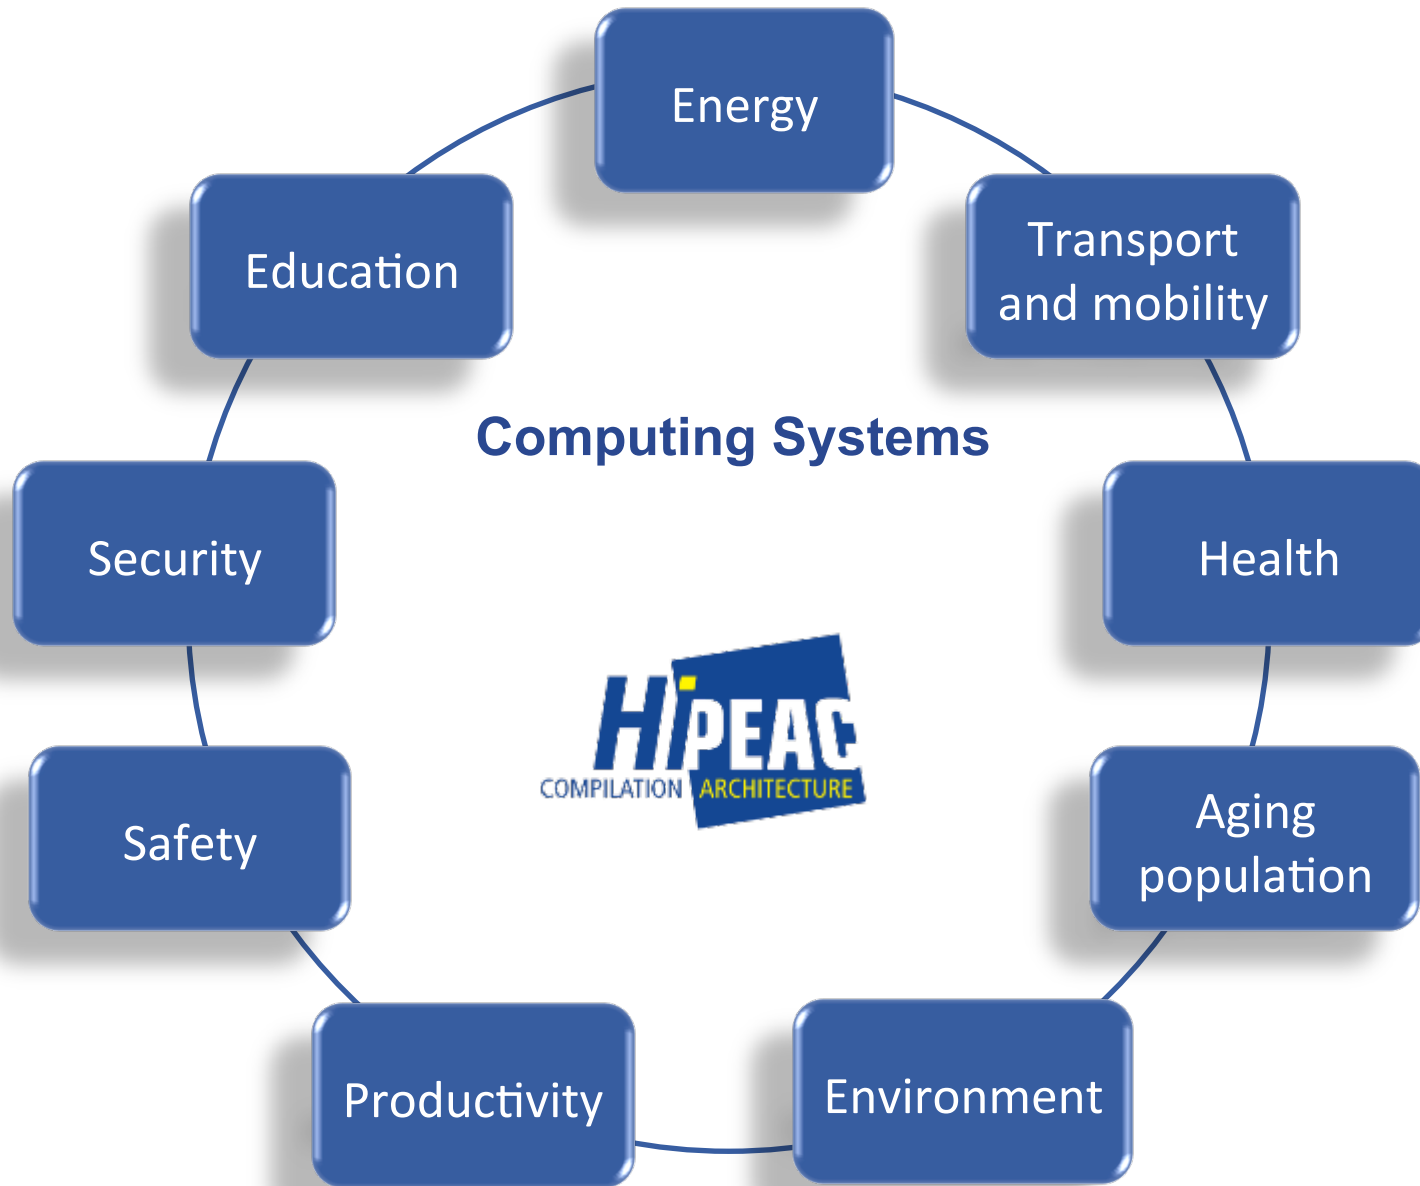 Energy
Transport
and mobility
Education
Computing Systems
Security
Health
HiPEAC
COMPILATION ARCHITECTURE
Safety
Aging
population
Productivity
Environment